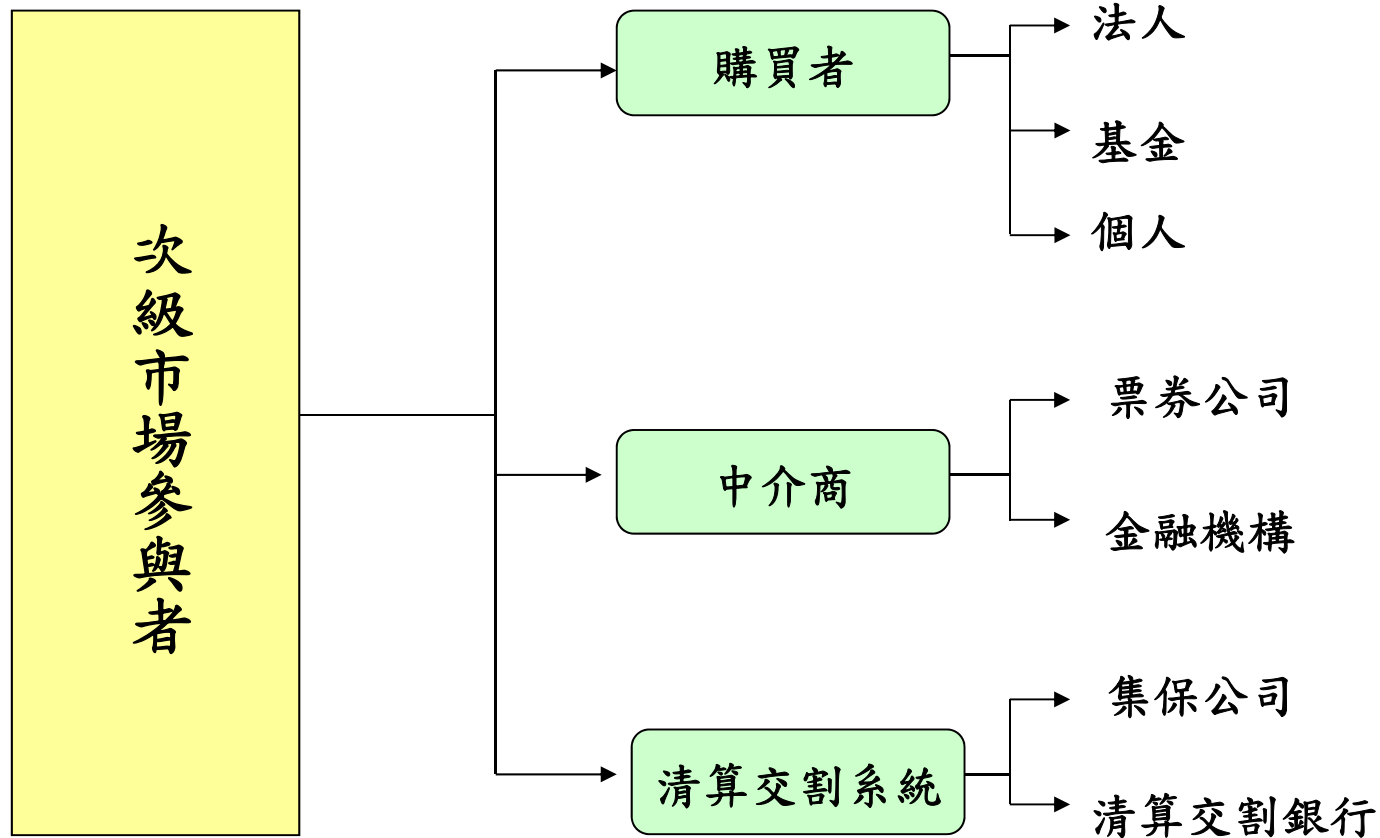 次級市場參與者
購買者
法人
基金
個人
中介商
票券公司
金融機構
清算交割系統
集保公司
清算交割銀行